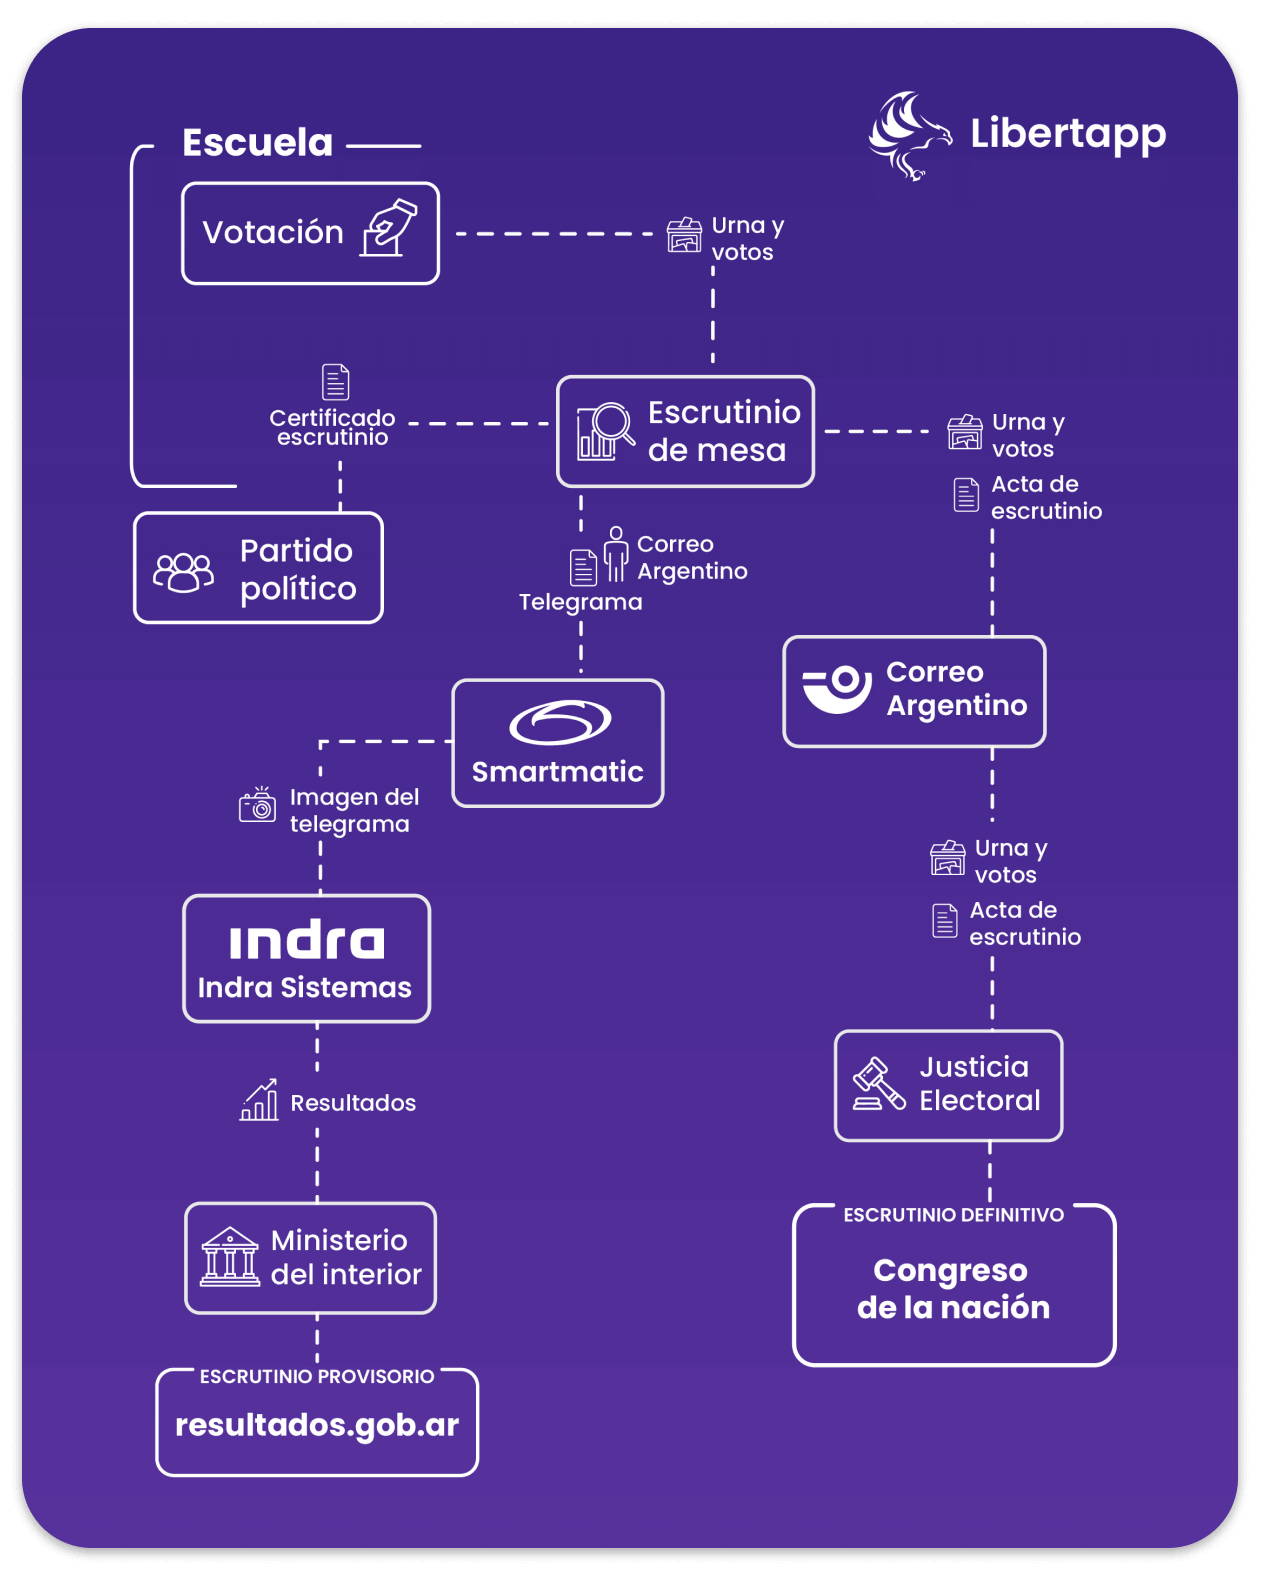 Libertapp
Escuela
Votación
Urna y
votos
Certificado
escrutinio
Escrutinio
de mesa
Urna y
votos
Acta de
escrutinio
Partido
político
Correo
Argentino
Telegrama
Correo
Argentino
Smartmatic
Imagen del
telegrama
Urna y
votos
Acta de
escrutinio
indra
Indra Sistemas
Justicia
Electoral
Resultados
Ministerio
del interior
ESCRUTINIO DEFINITIVO
Congreso
de la nación
ESCRUTINIO PROVISORIO
resultados.gob.ar